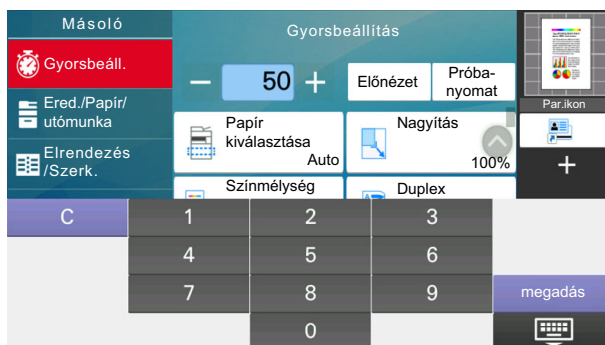 Másoló
Gyorsbeállítás
Gyorsbeáll.
50
Előnézet
Próba-
nyomat
Par.ikon
Ered./Papír/
utómunka
Papír
kiválasztása
Auto
Nagyítás
100%
Elrendezés
/Szerk.
Színmélység
Duplex
C
1
2
3
4
5
6
7
8
9
megadás
0